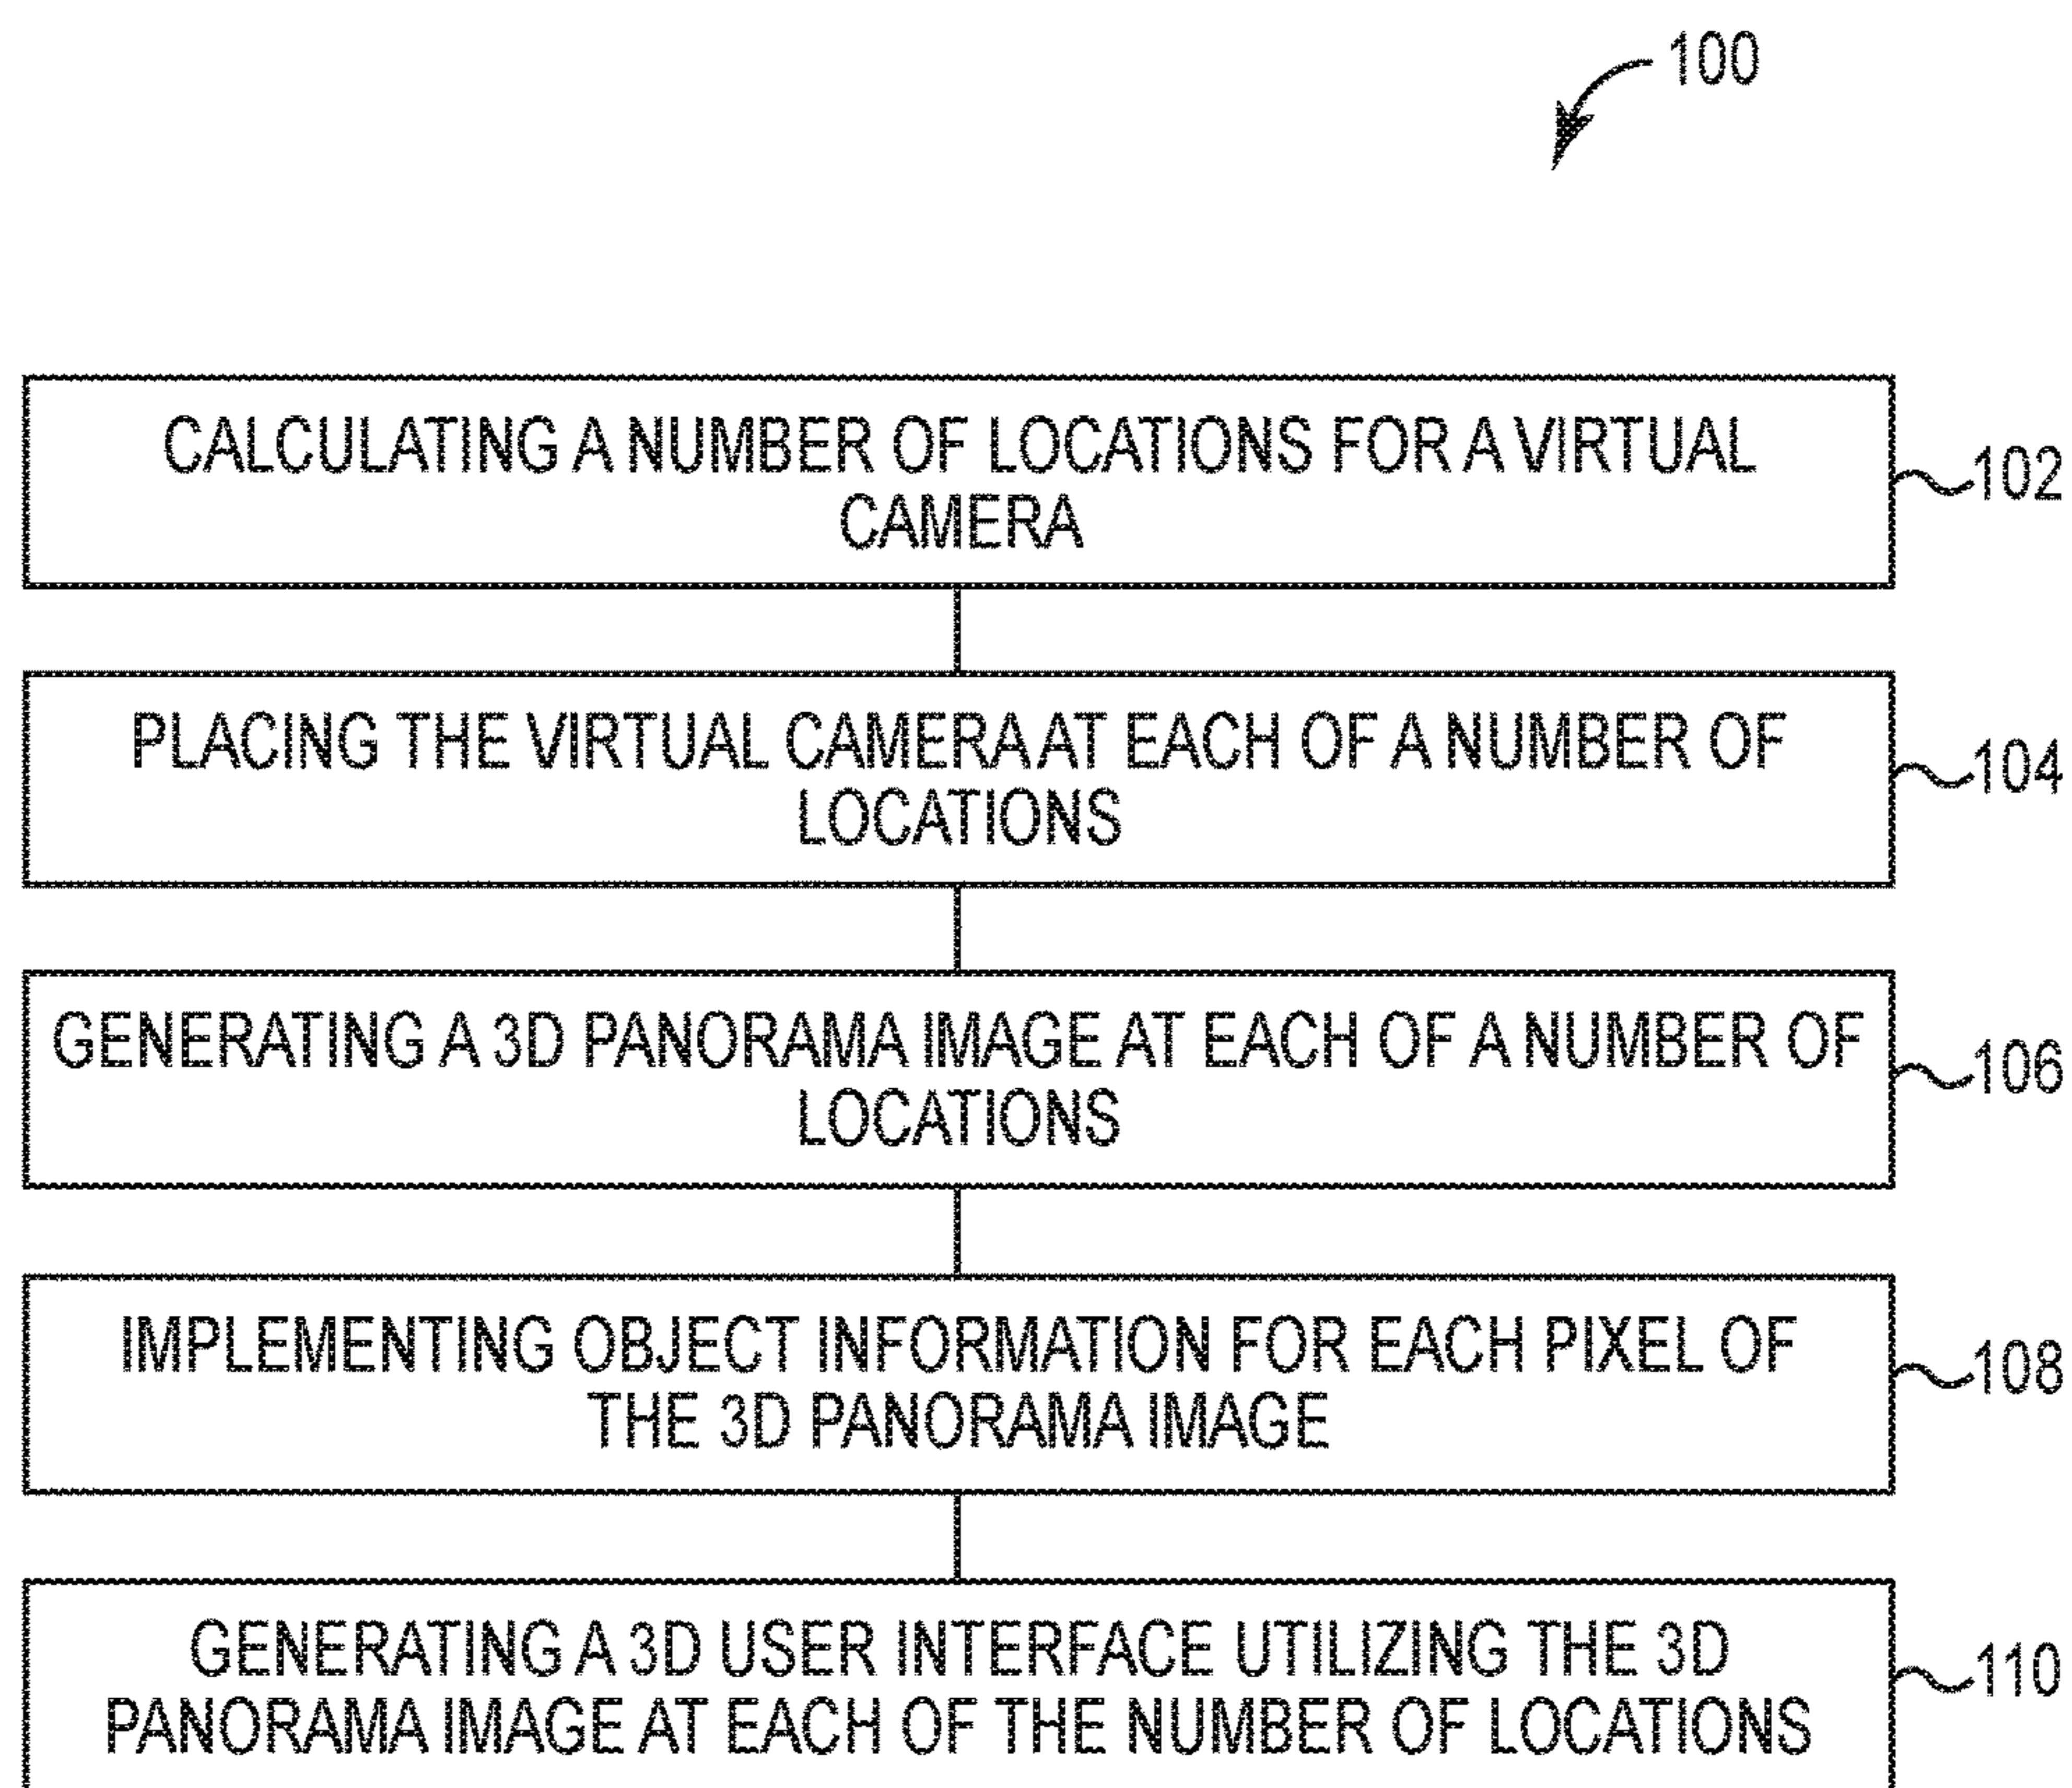 100
CALCULATING A NUMBER OF LOCATIONS FOR A VIRTUAL
CAMERA
102
PLACING THE VIRTUAL CAMERA AT EACH OF A NUMBER OF
LOCATIONS
104
GENERATING A 3D PANORAMA IMAGE AT EACH OF A NUMBER OF
LOCATIONS
106
IMPLEMENTING OBJECT INFORMATION FOR EACH PIXEL OF
THE 3D PANORAMA IMAGE
108
GENERATING A 3D USER INTERFACE UTILIZING THE 3D
PANORAMA IMAGE AT EACH OF THE NUMBER OF LOCATIONS
110